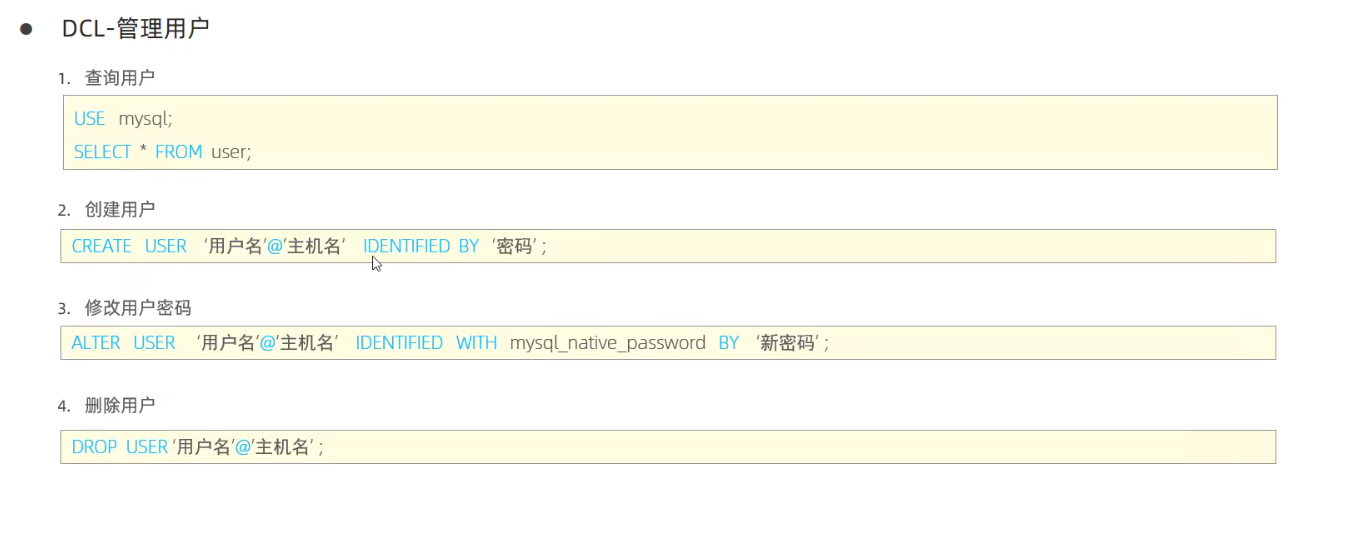 ● DCL-管理用户
1. 查询用户
USE mysql;
SELECT * FROM user;
2. 创建用户
CREATE USER ‘用户名’@’主机名’ IDENTIFIED BY ‘密码’ ;
3. 修改用户密码
ALTER USER ‘用户名’@’主机名’ IDENTIFIED WITH mysql_native_password BY ‘新密码’ ;
4. 删除用户
DROP USER ‘用户名’@’主机名’ ;